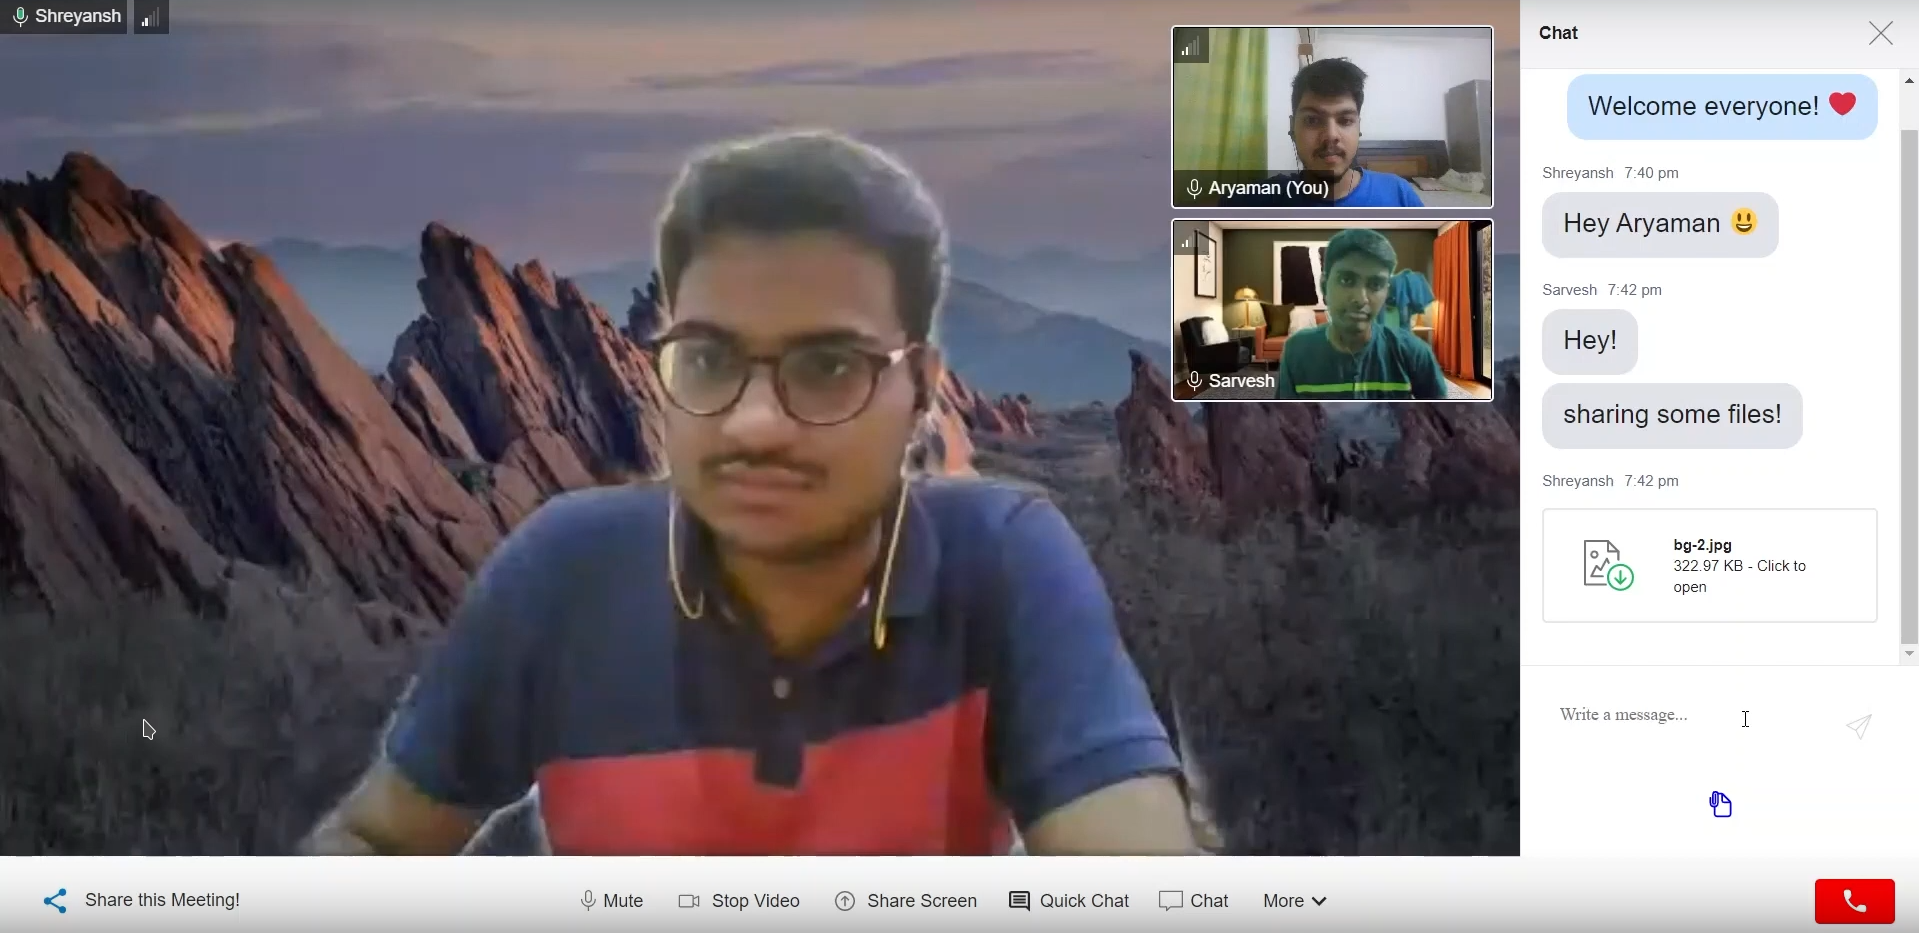 Shreyansh
Aryaman (You)
Sarvesh
Chat
Welcome everyone! ❤️
Shreyansh 7:40 pm
Hey Aryaman 😃
Sarvesh 7:42 pm
Hey!
sharing some files!
Shreyansh 7:42 pm
bg-2.jpg
322.97 KB - Click to
open
Write a message...
Share this Meeting!
Mute
Stop Video
Share Screen
Quick Chat
Chat
More